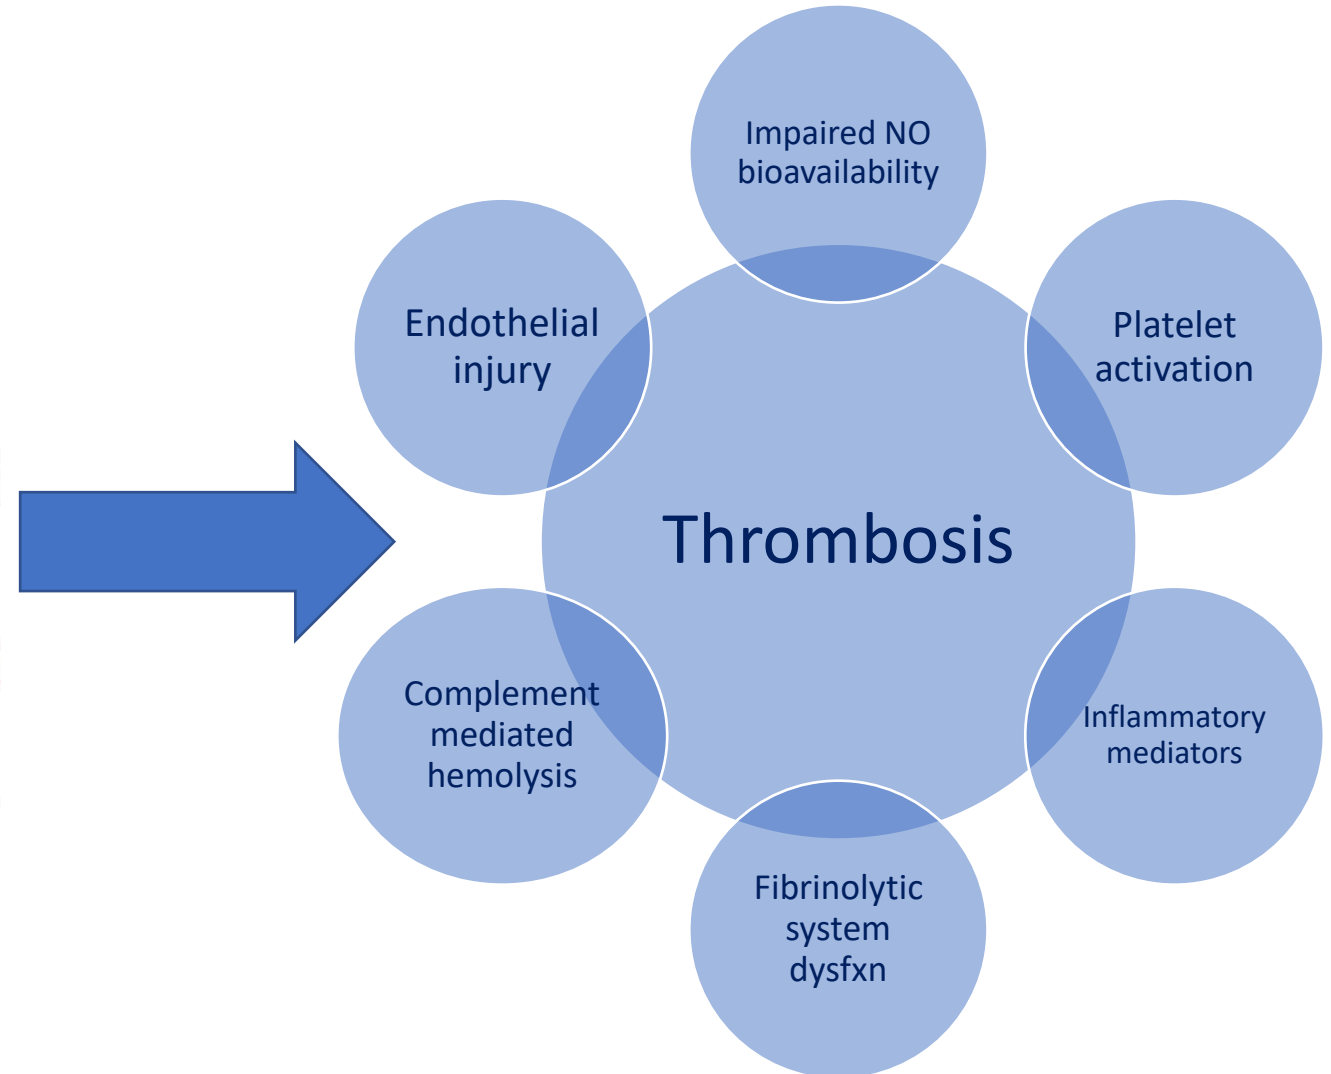 Impaired NO
bioavailability
Endothelial
injury
Platelet
activation
Thrombosis
Complement
mediated
hemolysis
Inflammatory
mediators
Fibrinolytic
system
dysfxn